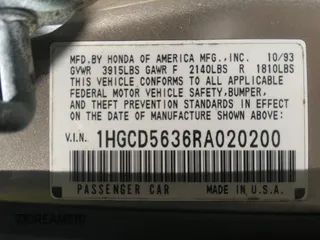 MFD.BY HONDA OF AMERICA MFG.,INC. 10/93
GVWR 3915LBS GAWR F 2140LBS R 1810LBS
THIS VEHICLE CONFORMS TO ALL APPLICABLE
FEDERAL MOTOR VEHICLE SAFETY,BUMPER,
AND THEFT PREVENTION STANDARDS IN EFFECT
ON THE DATE OF MANUFACTURE SHOWN ABOVE.
V.I.N. 1HGCD5636RA020200
PASSENGER CAR MADE IN U.S.A.